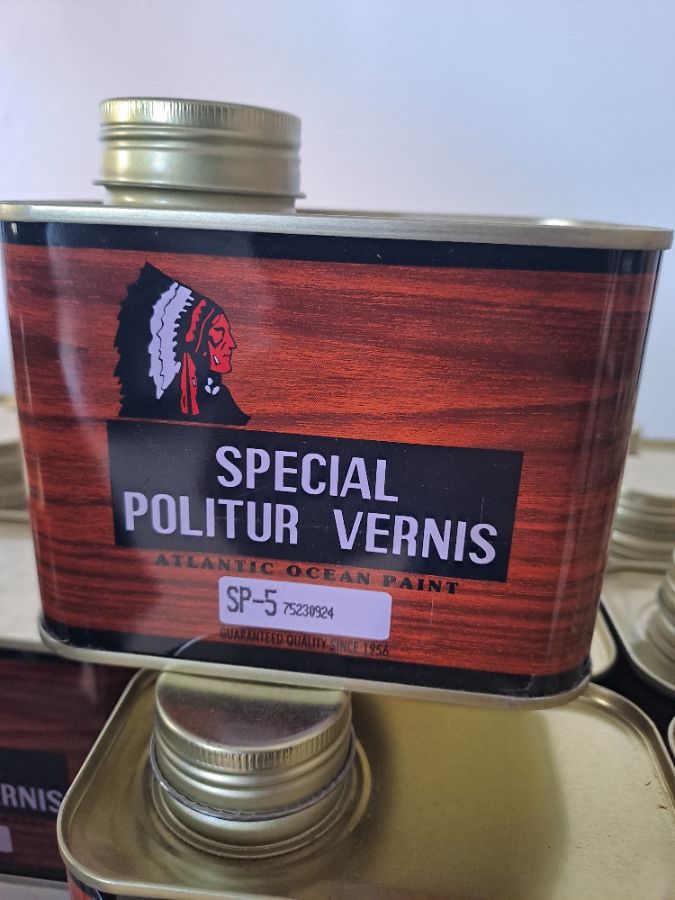 SPECIAL
POLITUR VERNIS
ATLANTIC OCEAN PAINT
SP-5 75230924
GUARANTEED QUALITY SINCE 1956
RNIS